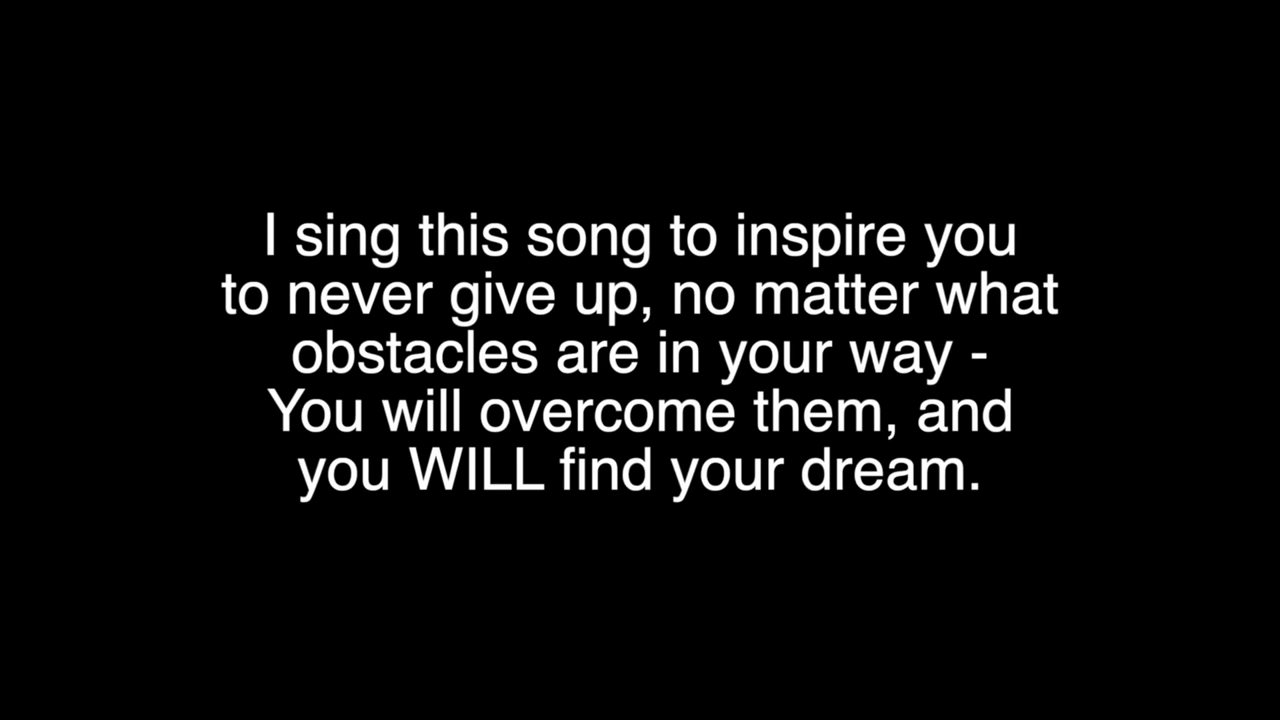 I sing this song to inspire you
to never give up, no matter what
obstacles are in your way -
You will overcome them, and
you WILL find your dream.